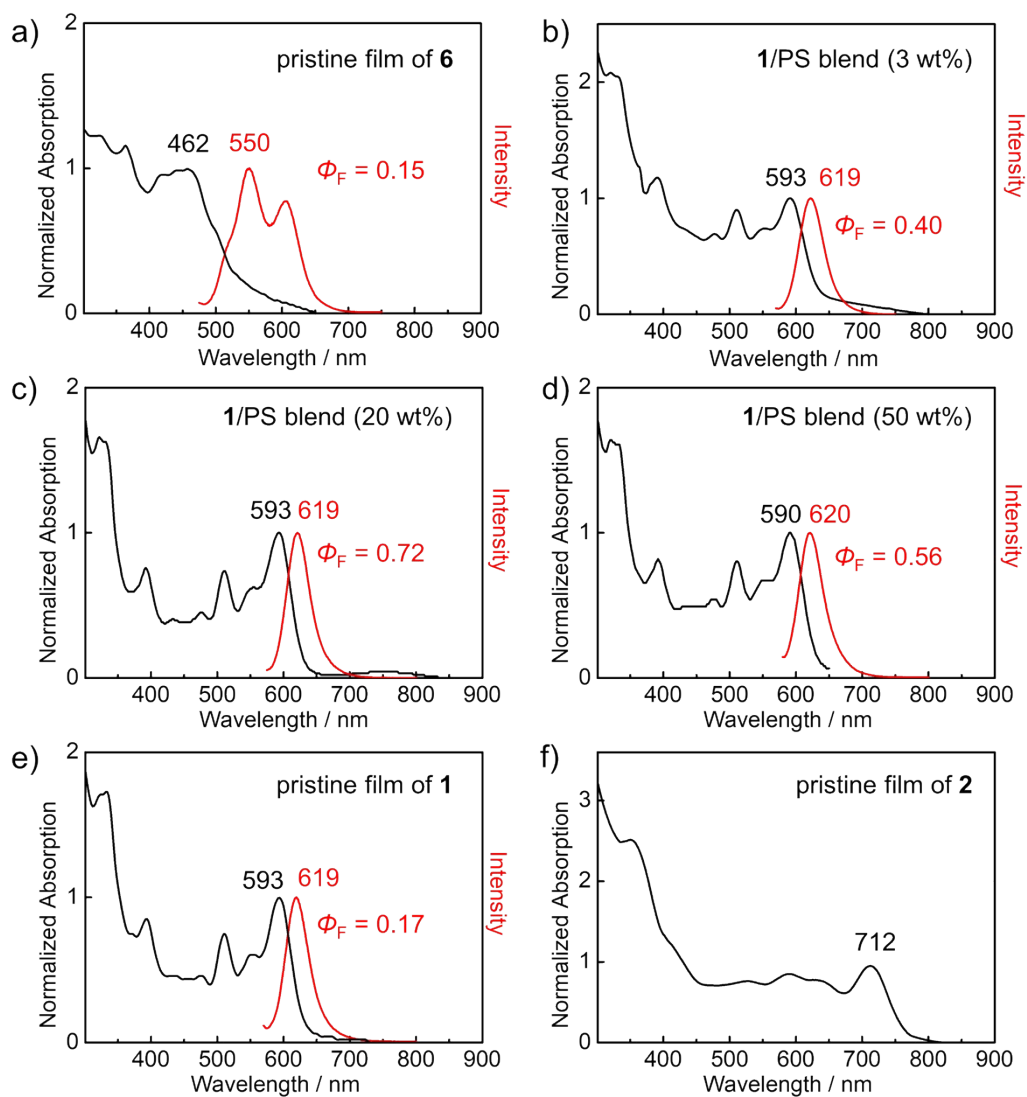 a)
pristine film of 6
2
1
0
462
550
ΦF = 0.15
400 500 600 700 800 900
Wavelength / nm
Normalized Absorption
Intensity
b)
1/PS blend (3 wt%)
2
1
0
593
619
ΦF = 0.40
400 500 600 700 800 900
Wavelength / nm
Normalized Absorption
Intensity
c)
1/PS blend (20 wt%)
2
1
0
593
619
ΦF = 0.72
400 500 600 700 800 900
Wavelength / nm
Normalized Absorption
Intensity
d)
1/PS blend (50 wt%)
2
1
0
590
620
ΦF = 0.56
400 500 600 700 800 900
Wavelength / nm
Normalized Absorption
Intensity
e)
pristine film of 1
2
1
0
593
619
ΦF = 0.17
400 500 600 700 800 900
Wavelength / nm
Normalized Absorption
Intensity
f)
pristine film of 2
3
2
1
0
712
400 500 600 700 800 900
Wavelength / nm
Normalized Absorption